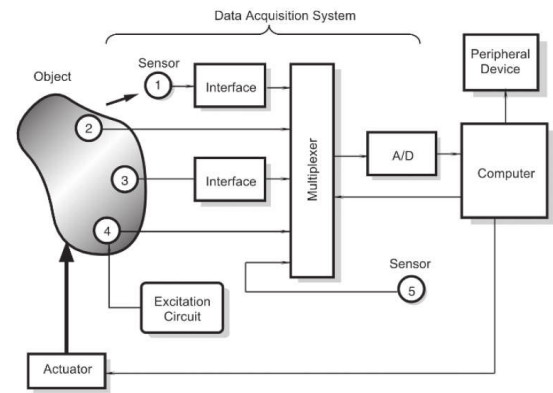 Data Acquisition System
Object
Sensor
1
Interface
2
3
Interface
4
Multiplexer
A/D
Peripheral
Device
Computer
Sensor
5
Excitation
Circuit
Actuator